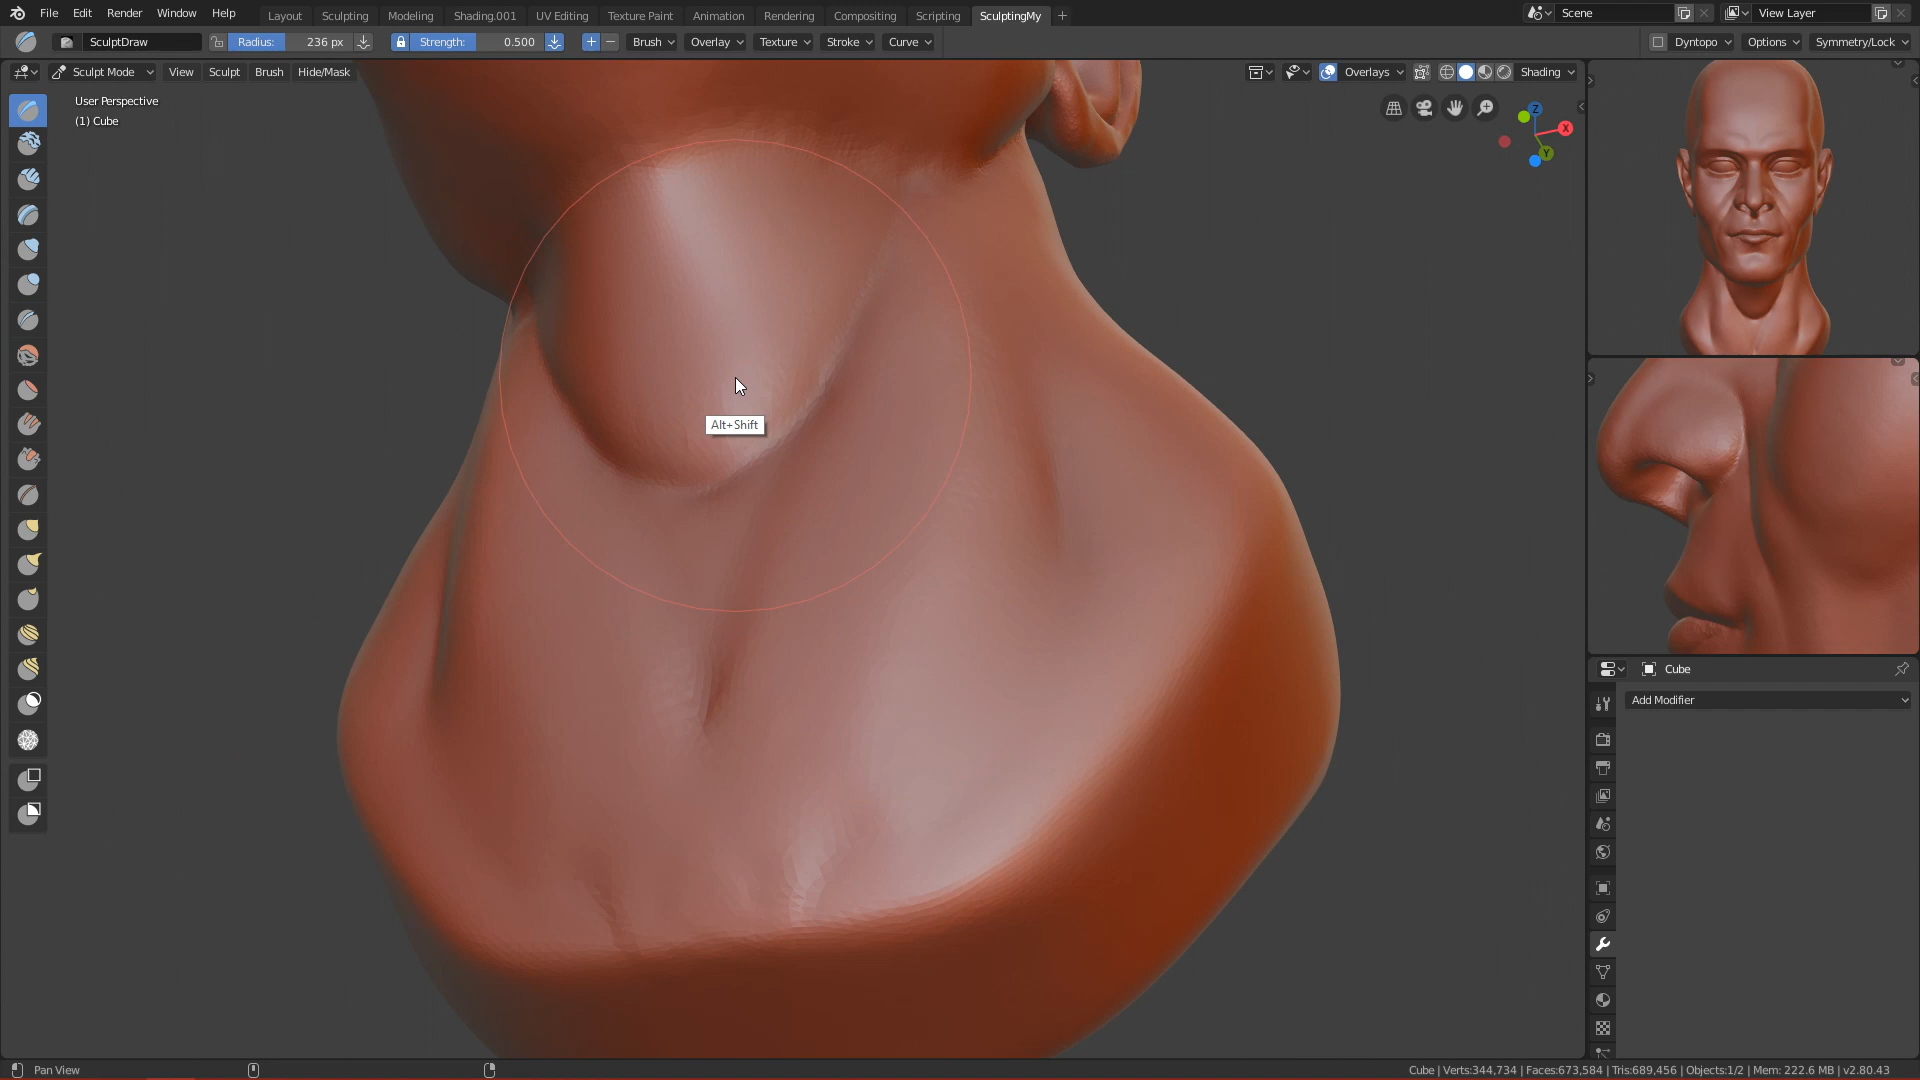 File Edit Render Window Help Layout Sculpting Modeling Shading.001 UV Editing Texture Paint Animation Rendering Compositing Scripting SculptingMy + Scene View Layer
SculptDraw Radius: 236 px Strength: 0.500 Brush Overlay Texture Stroke Curve Dyntopo Options Symmetry/Lock
Sculpt Mode View Sculpt Brush Hide/Mask Overlays Shading
User Perspective
(1) Cube
Z
X
Y
Alt+Shift
Cube
Add Modifier
Pan View Cube | Verts:344,734 | Faces:673,584 | Tris:689,456 | Objects:1/2 | Mem: 222.6 MB | v2.80.43